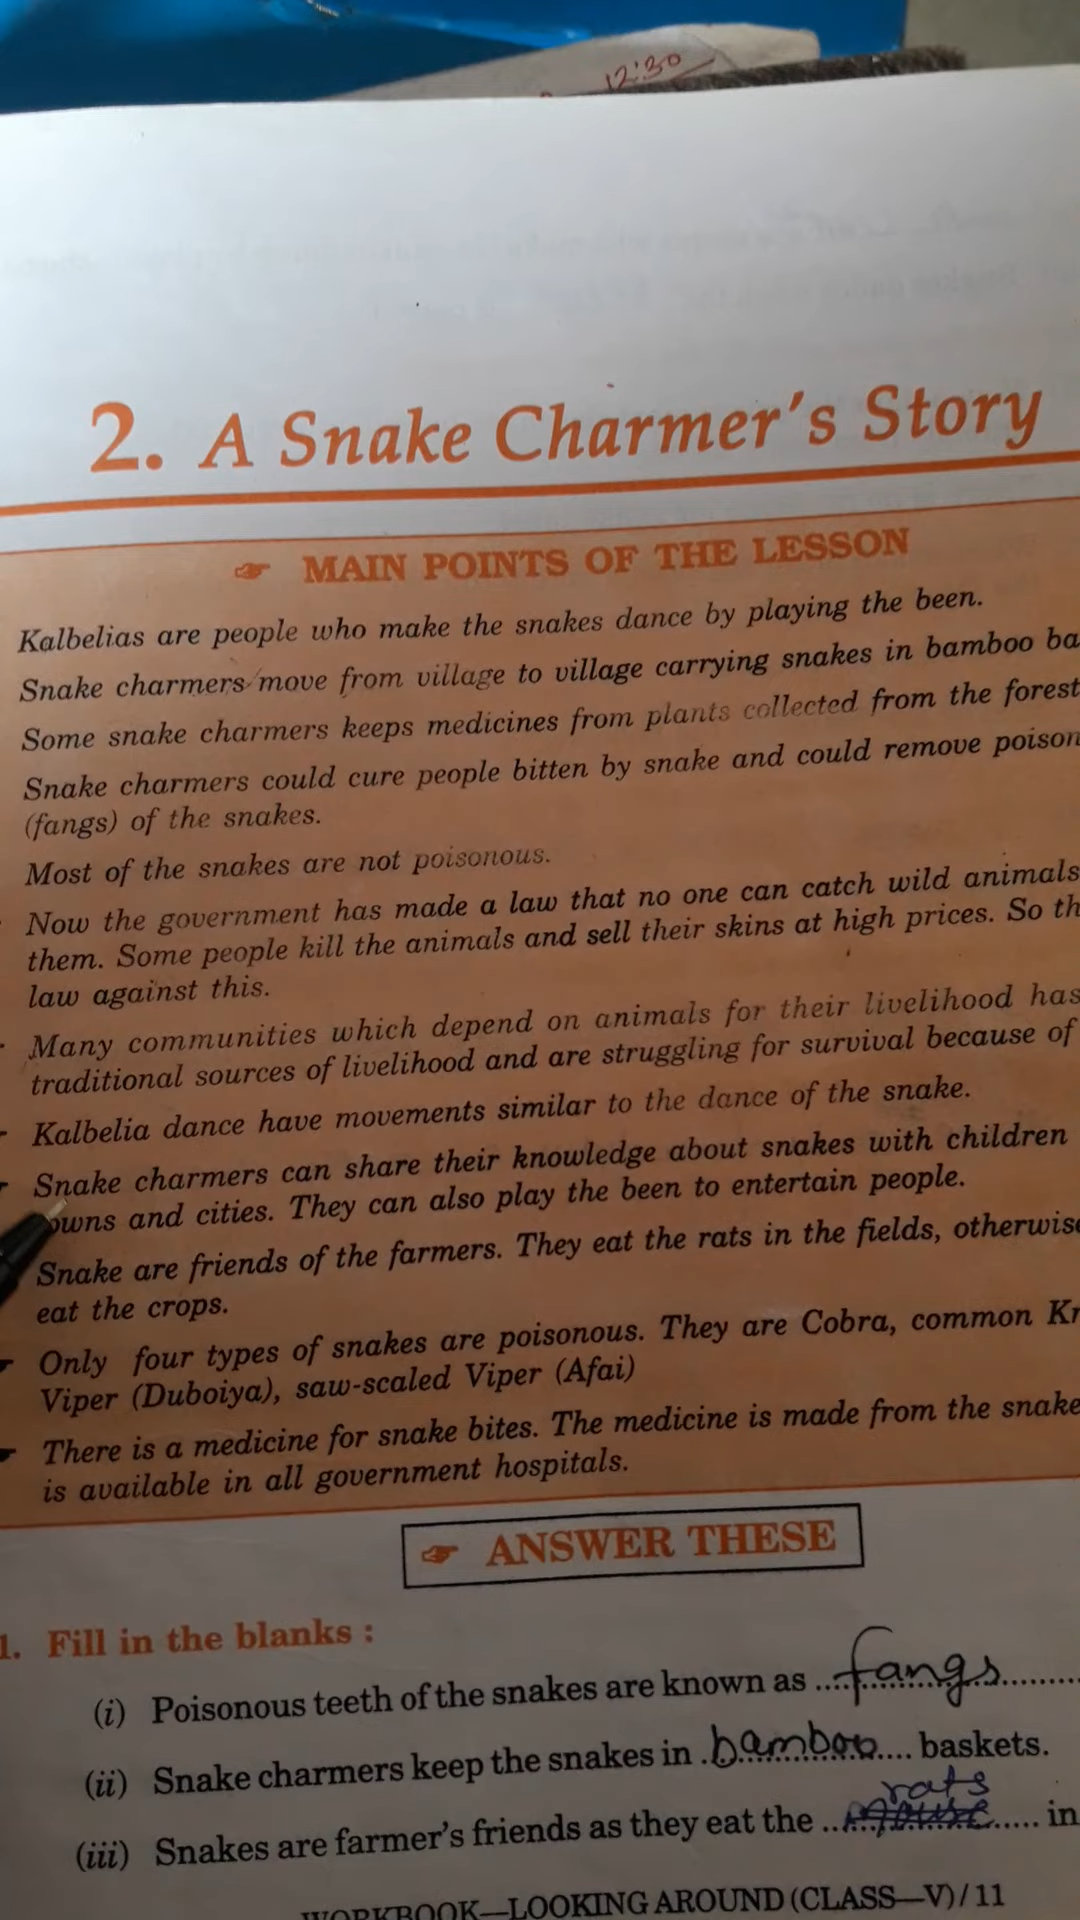 12:30
2. A Snake Charmer's Story
MAIN POINTS OF THE LESSON
Kalbelias are people who make the snakes dance by playing the been.
Snake charmers move from village to village carrying snakes in bamboo ba
Some snake charmers keeps medicines from plants collected from the forest
Snake charmers could cure people bitten by snake and could remove poison
(fangs) of the snakes.
Most of the snakes are not poisonous.
Now the government has made a law that no one can catch wild animals
them. Some people kill the animals and sell their skins at high prices. So th
law against this.
Many communities which depend on animals for their livelihood has
traditional sources of livelihood and are struggling for survival because of
Kalbelia dance have movements similar to the dance of the snake.
Snake charmers can share their knowledge about snakes with children
owns and cities. They can also play the been to entertain people.
Snake are friends of the farmers. They eat the rats in the fields, otherwise
eat the crops.
Only four types of snakes are poisonous. They are Cobra, common Kr
Viper (Duboiya), saw-scaled Viper (Afai)
There is a medicine for snake bites. The medicine is made from the snake
is available in all government hospitals.
ANSWER THESE
1. Fill in the blanks :
(i) Poisonous teeth of the snakes are known as ....fangs..........
(ii) Snake charmers keep the snakes in .bamboo.... baskets.
rats
(iii) Snakes are farmer's friends as they eat the ..mouse..... in
WORKBOOK—LOOKING AROUND (CLASS—V)/ 11